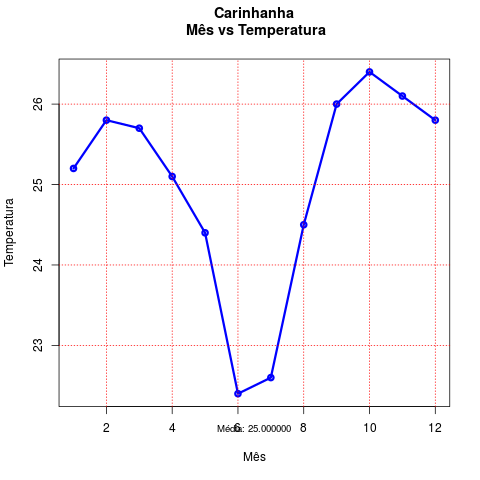 Carinhanha
Mês vs Temperatura
Temperatura
26
25
24
23
2 4 6 8 10 12
Média: 25.000000
Mês